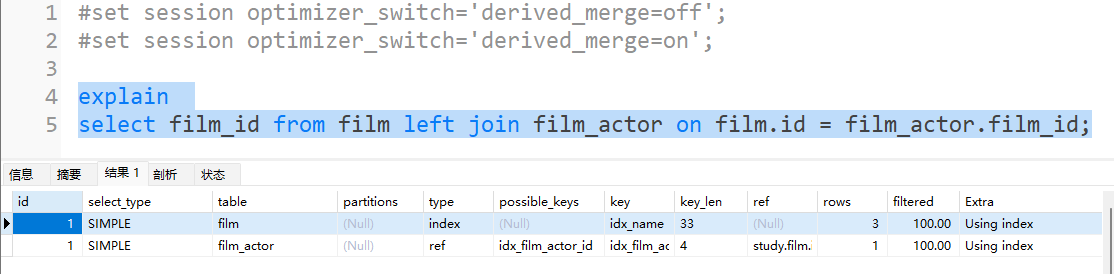 1 #set session optimizer_switch='derived_merge=off';
2 #set session optimizer_switch='derived_merge=on';
3
4 explain
5 select film_id from film left join film_actor on film.id = film_actor.film_id;
信息 摘要 结果 1 剖析 状态
id select_type table partitions type possible_keys key key_len ref rows filtered Extra
1 SIMPLE film (Null) index (Null) idx_name 33 (Null) 3 100.00 Using index
1 SIMPLE film_actor (Null) ref idx_film_actor_id idx_film_ac 4 study.film. 1 100.00 Using index